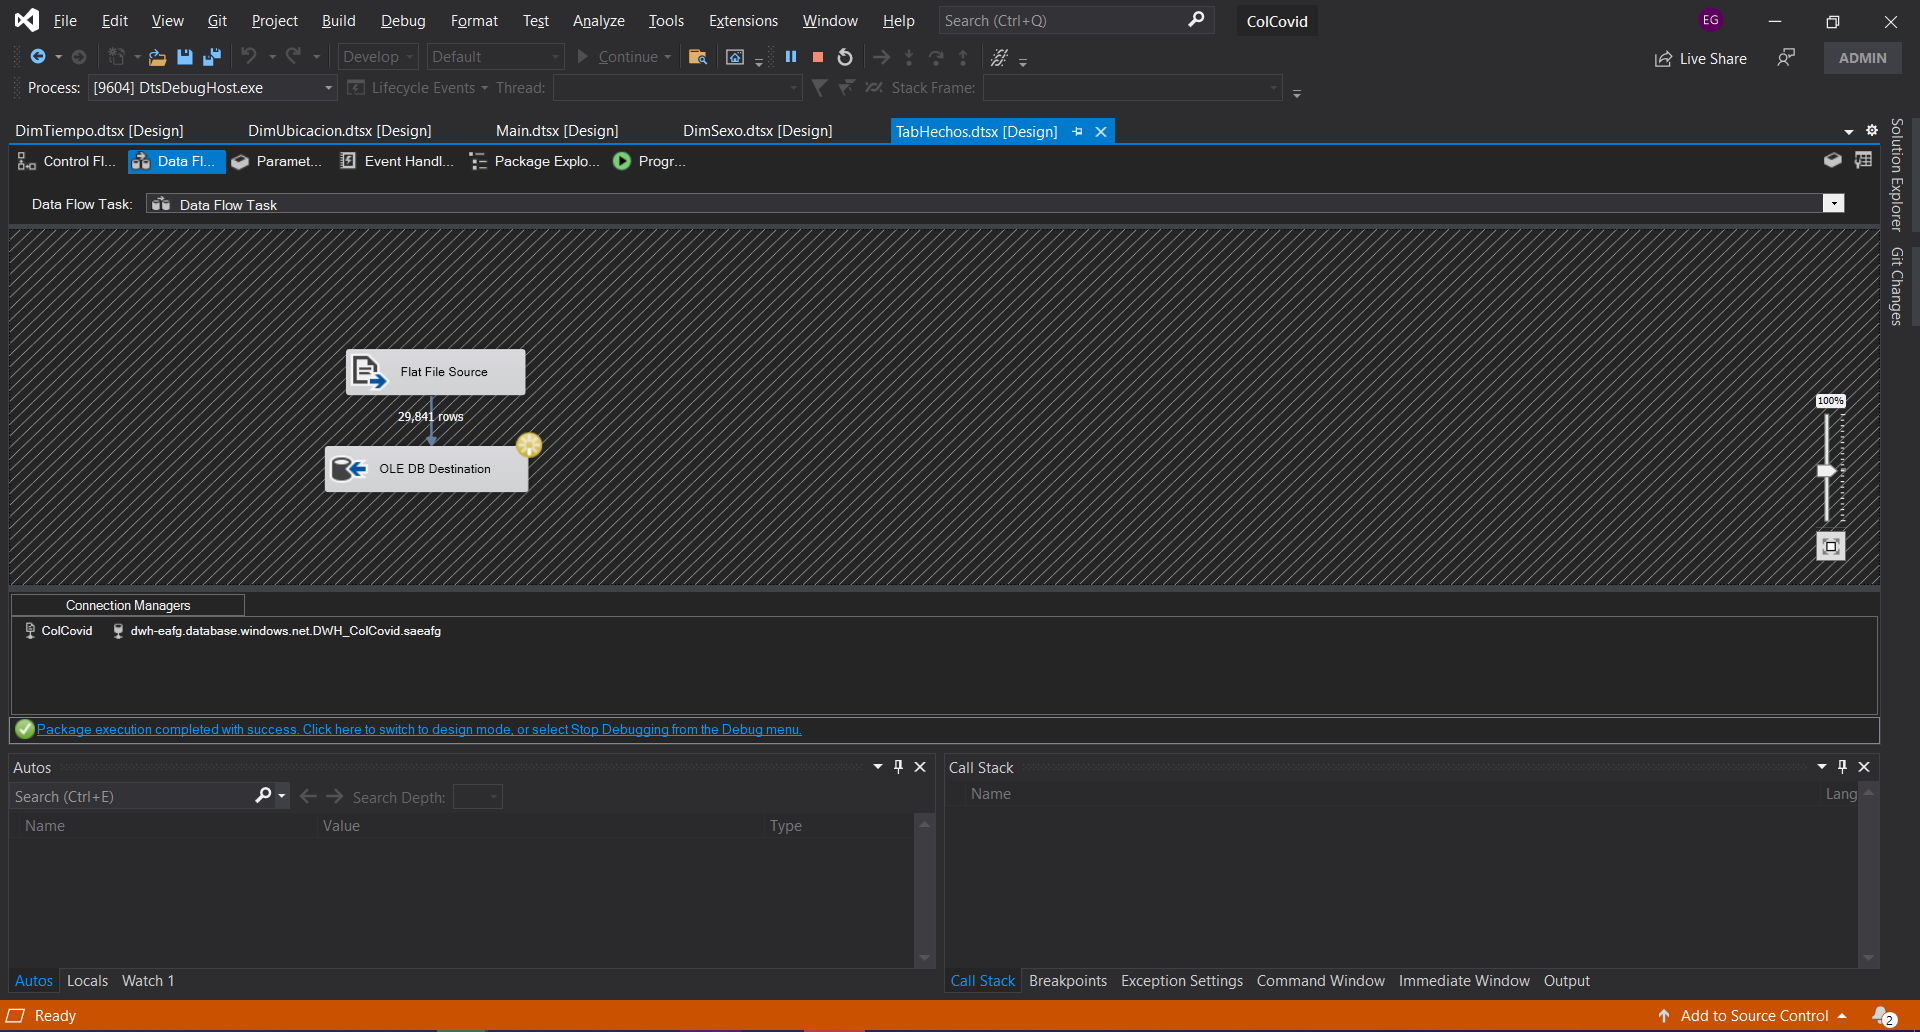 File Edit View Git Project Build Debug Format Test Analyze Tools Extensions Window Help Search (Ctrl+Q) ColCovid EG
Develop Default Continue Live Share ADMIN
Process: [9604] DtsDebugHost.exe Lifecycle Events Thread: Stack Frame:
DimTiempo.dtsx [Design] DimUbicacion.dtsx [Design] Main.dtsx [Design] DimSexo.dtsx [Design] TabHechos.dtsx [Design]
Control Fl... Data Fl... Paramet... Event Handl... Package Explo... Progr...
Solution Explorer
Git Changes
Data Flow Task: Data Flow Task
Flat File Source
29,841 rows
100%
OLE DB Destination
Connection Managers
ColCovid dwh-eafg.database.windows.net.DWH_ColCovid.saeafg
Package execution completed with success. Click here to switch to design mode, or select Stop Debugging from the Debug menu.
Autos
Search (Ctrl+E) Search Depth:
Name Value Type
Autos Locals Watch 1
Call Stack
Name Lang
Call Stack Breakpoints Exception Settings Command Window Immediate Window Output
Ready Add to Source Control 2